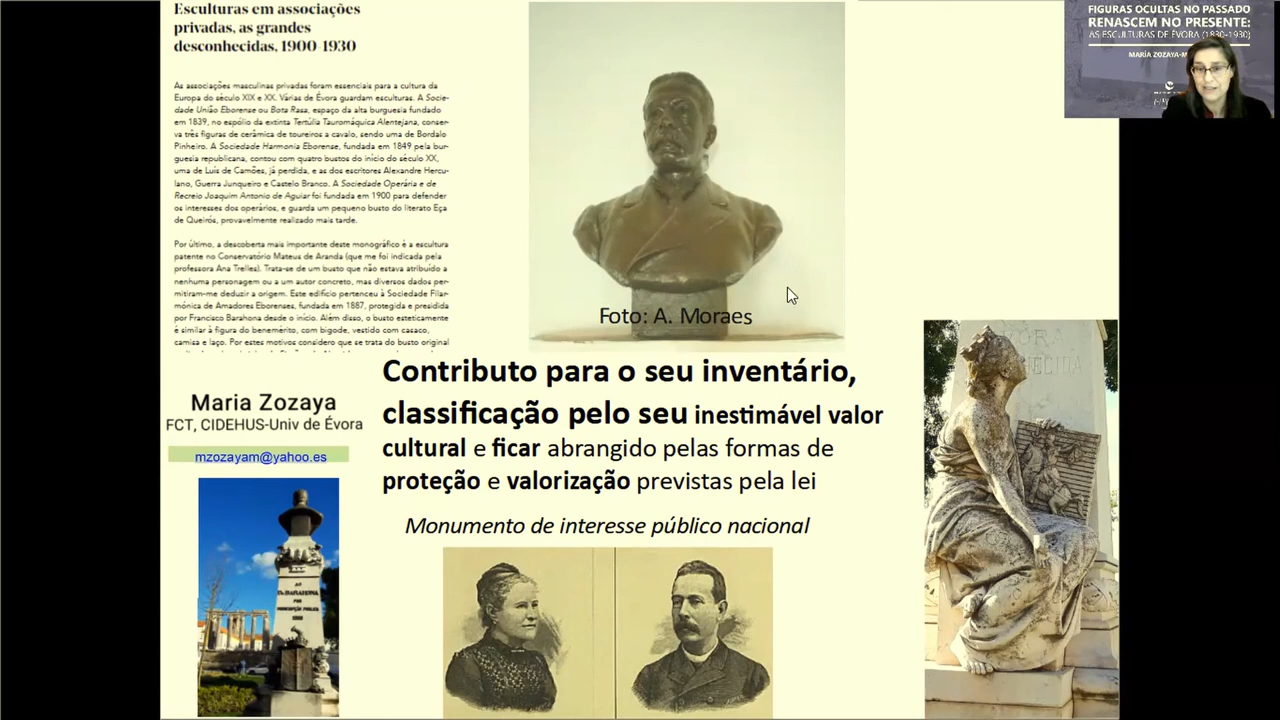 Esculturas em associações
privadas, as grandes
desconhecidas, 1900-1930
As associações masculinas privadas foram essenciais para a cultura da
Europa do século XIX e XX. Várias de Évora guardam esculturas. A Socie-
dade União Eborense ou Bota Rasa, espaço da alta burguesia fundado
em 1839, no espólio da extinta Tertúlia Tauromáquica Alentejana, conser-
va três figuras de cerâmica de toureiros a cavalo, sendo uma de Bordalo
Pinheiro. A Sociedade Harmonia Eborense, fundada em 1849 pela bur-
guesia republicana, contou com quatro bustos do início do século XX,
uma de Luis de Camões, já perdida, e as dos escritores Alexandre Hercu-
lano, Guerra Junqueiro e Castelo Branco. A Sociedade Operária e de
Recreio Joaquim Antonio de Aguiar foi fundada em 1900 para defender
os interesses dos operários, e guarda um pequeno busto do literato Eça
de Queirós, provavelmente realizado mais tarde.
Por último, a descoberta mais importante deste monográfico é a escultura
patente no Conservatório Mateus de Aranda (que me foi indicada pela
professora Ana Trelles). Trata-se de um busto que não estava atribuído a
nenhuma personagem ou a um autor concreto, mas diversos dados per-
mitiram-me deduzir a origem. Este edifício pertenceu à Sociedade Filar-
mónica de Amadores Eborenses, fundada em 1887, protegida e presidida
por Francisco Barahona desde o início. Além disso, o busto esteticamente
é similar à figura do benemérito, com bigode, vestido com casaco,
camisa e laço. Por estes motivos considero que se trata do busto original
Foto: A. Moraes
Contributo para o seu inventário,
classificação pelo seu inestimável valor
cultural e ficar abrangido pelas formas de
proteção e valorização previstas pela lei
Monumento de interesse público nacional
Maria Zozaya
FCT, CIDEHUS-Univ de Évora
mzozayam@yahoo.es
AO
DR. BARAHONA
POR
SUBSCRIPÇÃO PUBLICA
FIGURAS OCULTAS NO PASSADO
RENASCEM NO PRESENTE:
AS ESCULTURAS DE ÉVORA (1830-1930)
MARÍA ZOZAYA-M